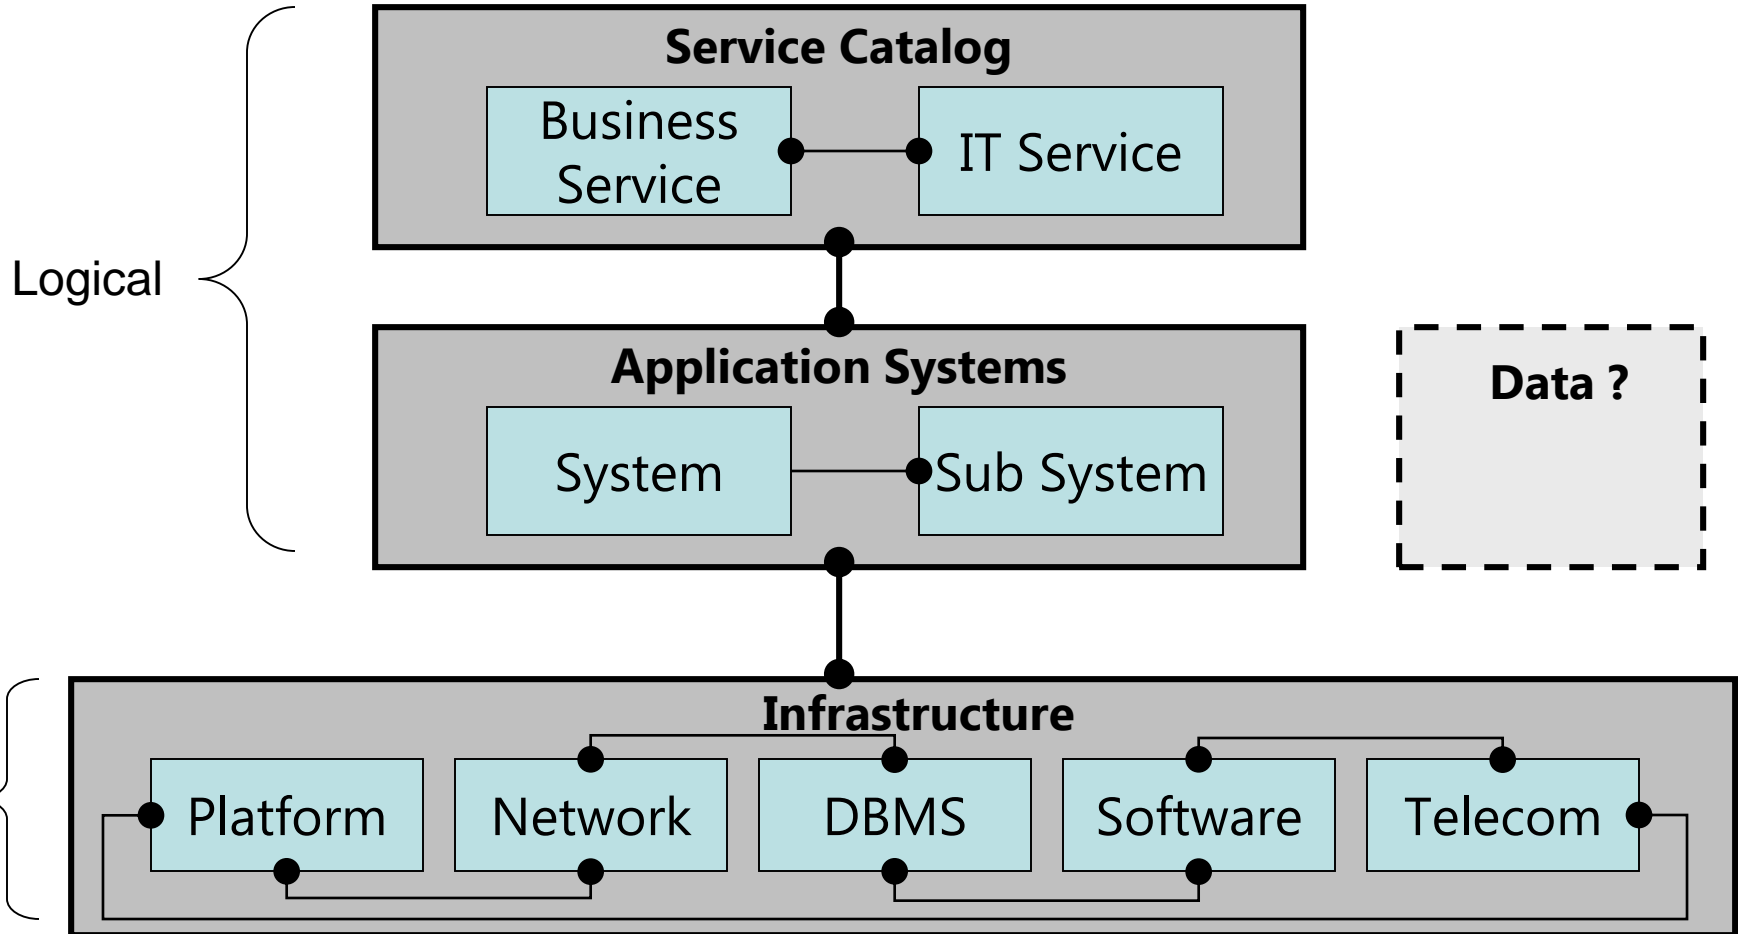 Service Catalog
Business
Service
IT Service
Logical
Application Systems
System
Sub System
Data ?
Infrastructure
Platform
Network
DBMS
Software
Telecom